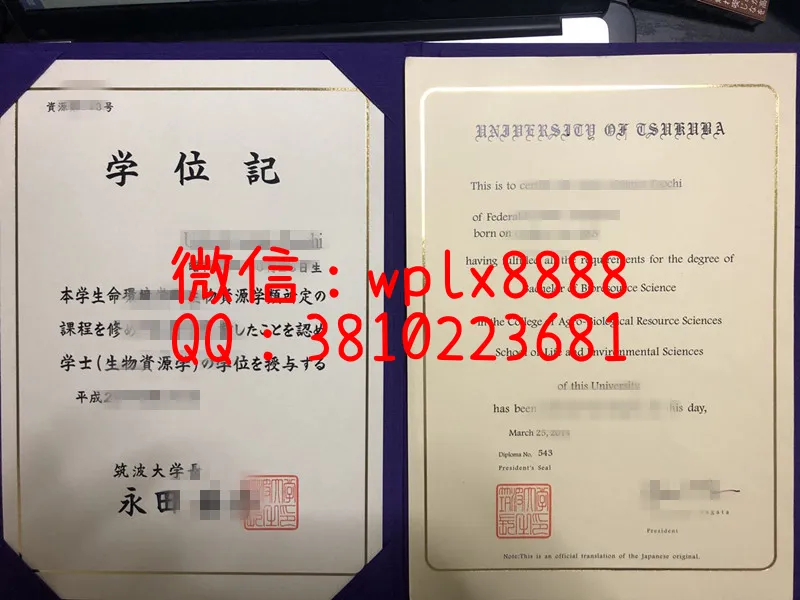 号
学位記
日生
微信：wplx8888
QQ：3810223681
本学生命環 物資源学類所定の
課程を修め したことを認め
学士(生物資源学)の学位を授与する
平成2
筑波大学長
永田
UNIVERSITY OF TSUKUBA
This is to
of Federal
born on
having fulfilled all the requirements for the degree of
Bachelor of Bioresource Science
in the College of Agro-Biological Resource Sciences
School of Life and Environmental Sciences
of this University
has been his day,
March 25,
Diploma No. 543
President's Seal
President
Note:This is an official translation of the Japanese original.